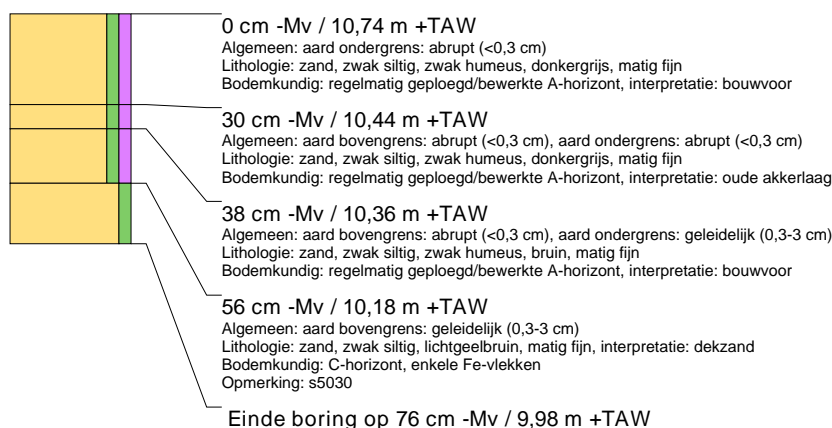 0 cm -Mv / 10,74 m +TAW
Algemeen: aard ondergrens: abrupt (<0,3 cm)
Lithologie: zand, zwak siltig, zwak humeus, donkergrijs, matig fijn
Bodemkundig: regelmatig geploegd/bewerkte A-horizont, interpretatie: bouwvoor
30 cm -Mv / 10,44 m +TAW
Algemeen: aard bovengrens: abrupt (<0,3 cm), aard ondergrens: abrupt (<0,3 cm)
Lithologie: zand, zwak siltig, zwak humeus, donkergrijs, matig fijn
Bodemkundig: regelmatig geploegd/bewerkte A-horizont, interpretatie: oude akkerlaag
38 cm -Mv / 10,36 m +TAW
Algemeen: aard bovengrens: abrupt (<0,3 cm), aard ondergrens: geleidelijk (0,3-3 cm)
Lithologie: zand, zwak siltig, zwak humeus, bruin, matig fijn
Bodemkundig: regelmatig geploegd/bewerkte A-horizont, interpretatie: bouwvoor
56 cm -Mv / 10,18 m +TAW
Algemeen: aard bovengrens: geleidelijk (0,3-3 cm)
Lithologie: zand, zwak siltig, lichtgeelbruin, matig fijn, interpretatie: dekzand
Bodemkundig: C-horizont, enkele Fe-vlekken
Opmerking: s5030
Einde boring op 76 cm -Mv / 9,98 m +TAW